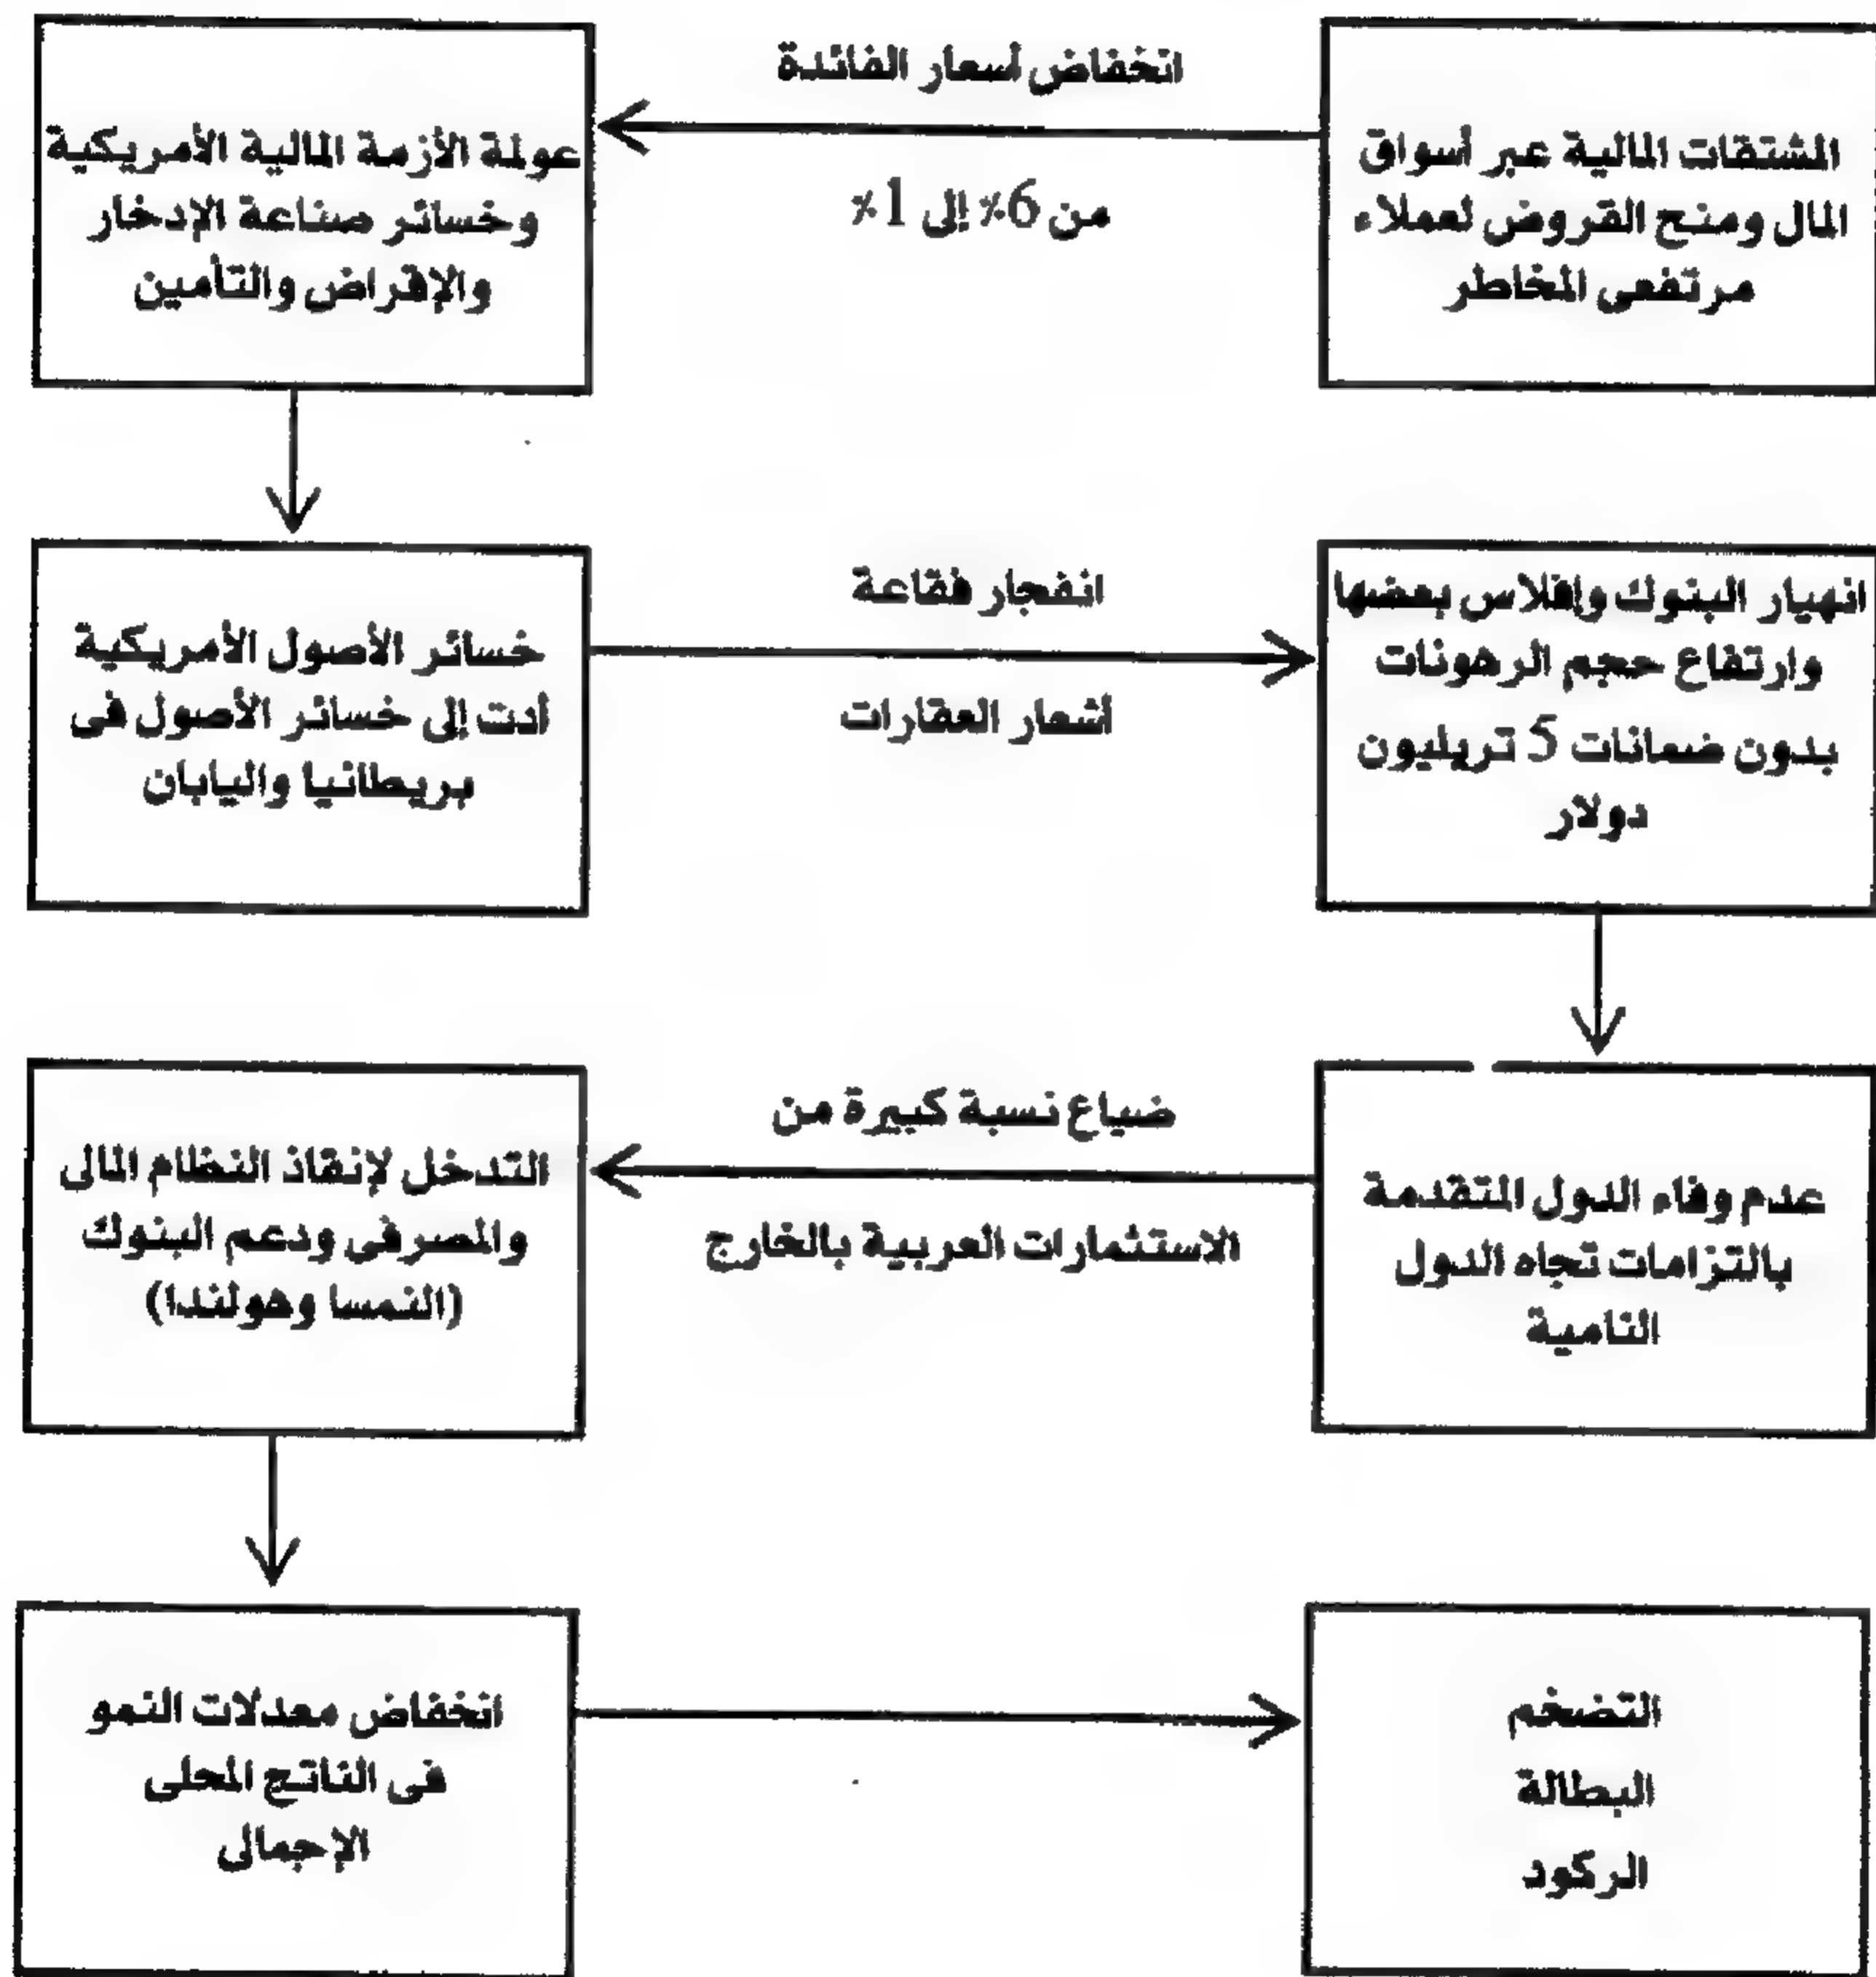 المشتقات المالية عبر أسواق
المال ومنح القروض لعملاء
مرتفعى المخاطر
انخفاض أسعار الفائدة
من 6٪ إلى 1٪
عولمة الأزمة المالية الأمريكية
وخسائر صناعة الإدخار
والإقراض والتأمين
خسائر الأصول الأمريكية
أدت إلى خسائر الأصول فى
بريطانيا واليابان
انفجار فقاعة
أشعار العقارات
انهيار البنوك وإفلاس بعضها
وارتفاع حجم الرهونات
بدون ضمانات 5 تريليون
دولار
عدم وفاء الدول المتقدمة
بالتزامات تجاه الدول
النامية
ضياع نسبة كبيرة من
الاستثمارات العربية بالخارج
التدخل لإنقاذ النظام المالى
والمصرفى ودعم البنوك
(النمسا وهولندا)
انخفاض معدلات النمو
فى الناتج المحلى
الإجمالى
التضخم
البطالة
الركود